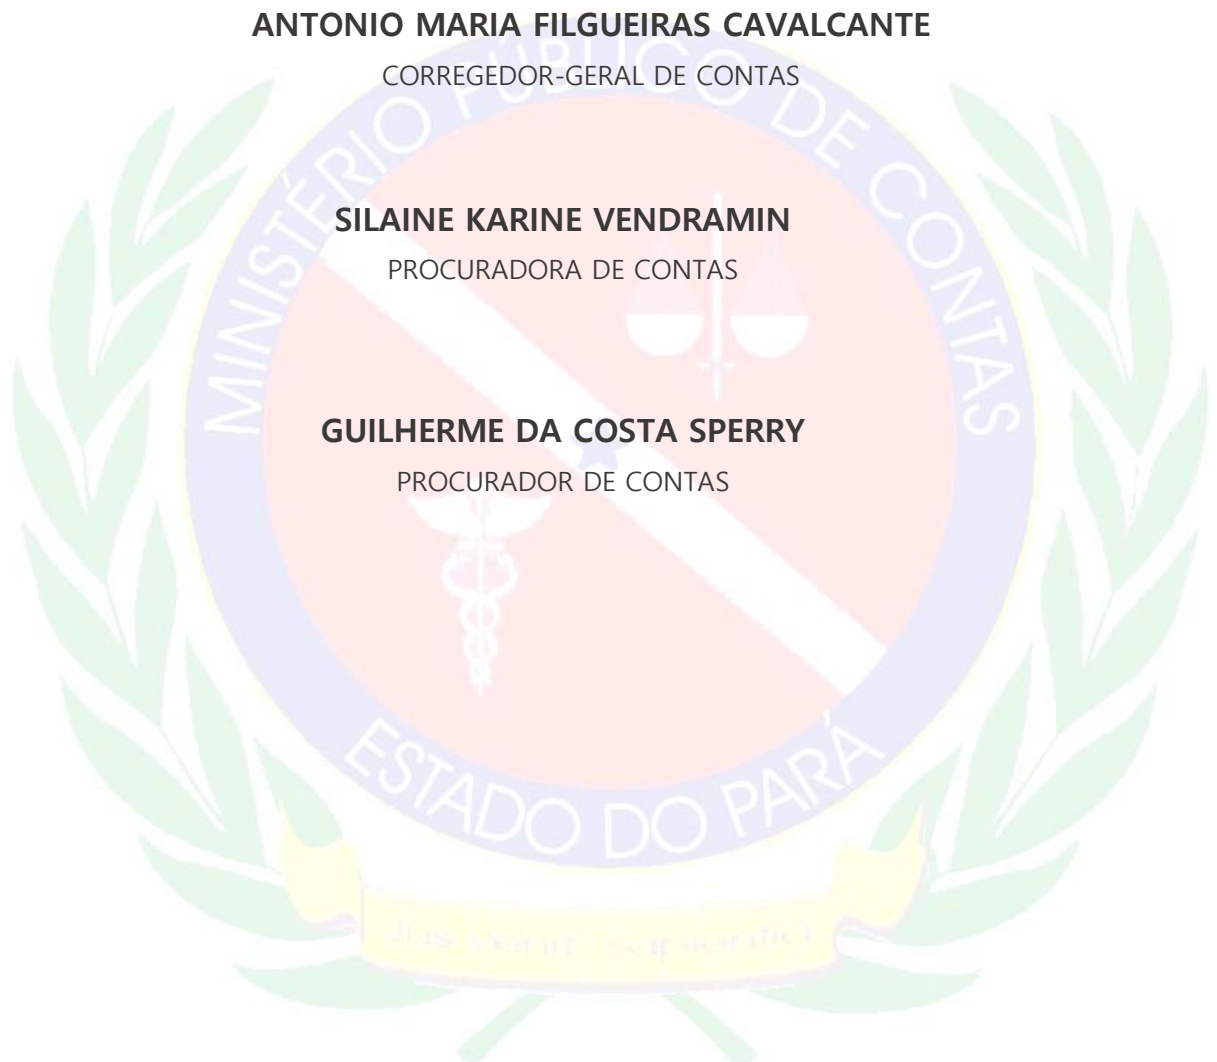 ANTONIO MARIA FILGUEIRAS CAVALCANTE
CORREGEDOR-GERAL DE CONTAS
SILAINE KARINE VENDRAMIN
PROCURADORA DE CONTAS
GUILHERME DA COSTA SPERRY
PROCURADOR DE CONTAS
MINISTÉRIO PÚBLICO DE CONTAS
ESTADO DO PARÁ